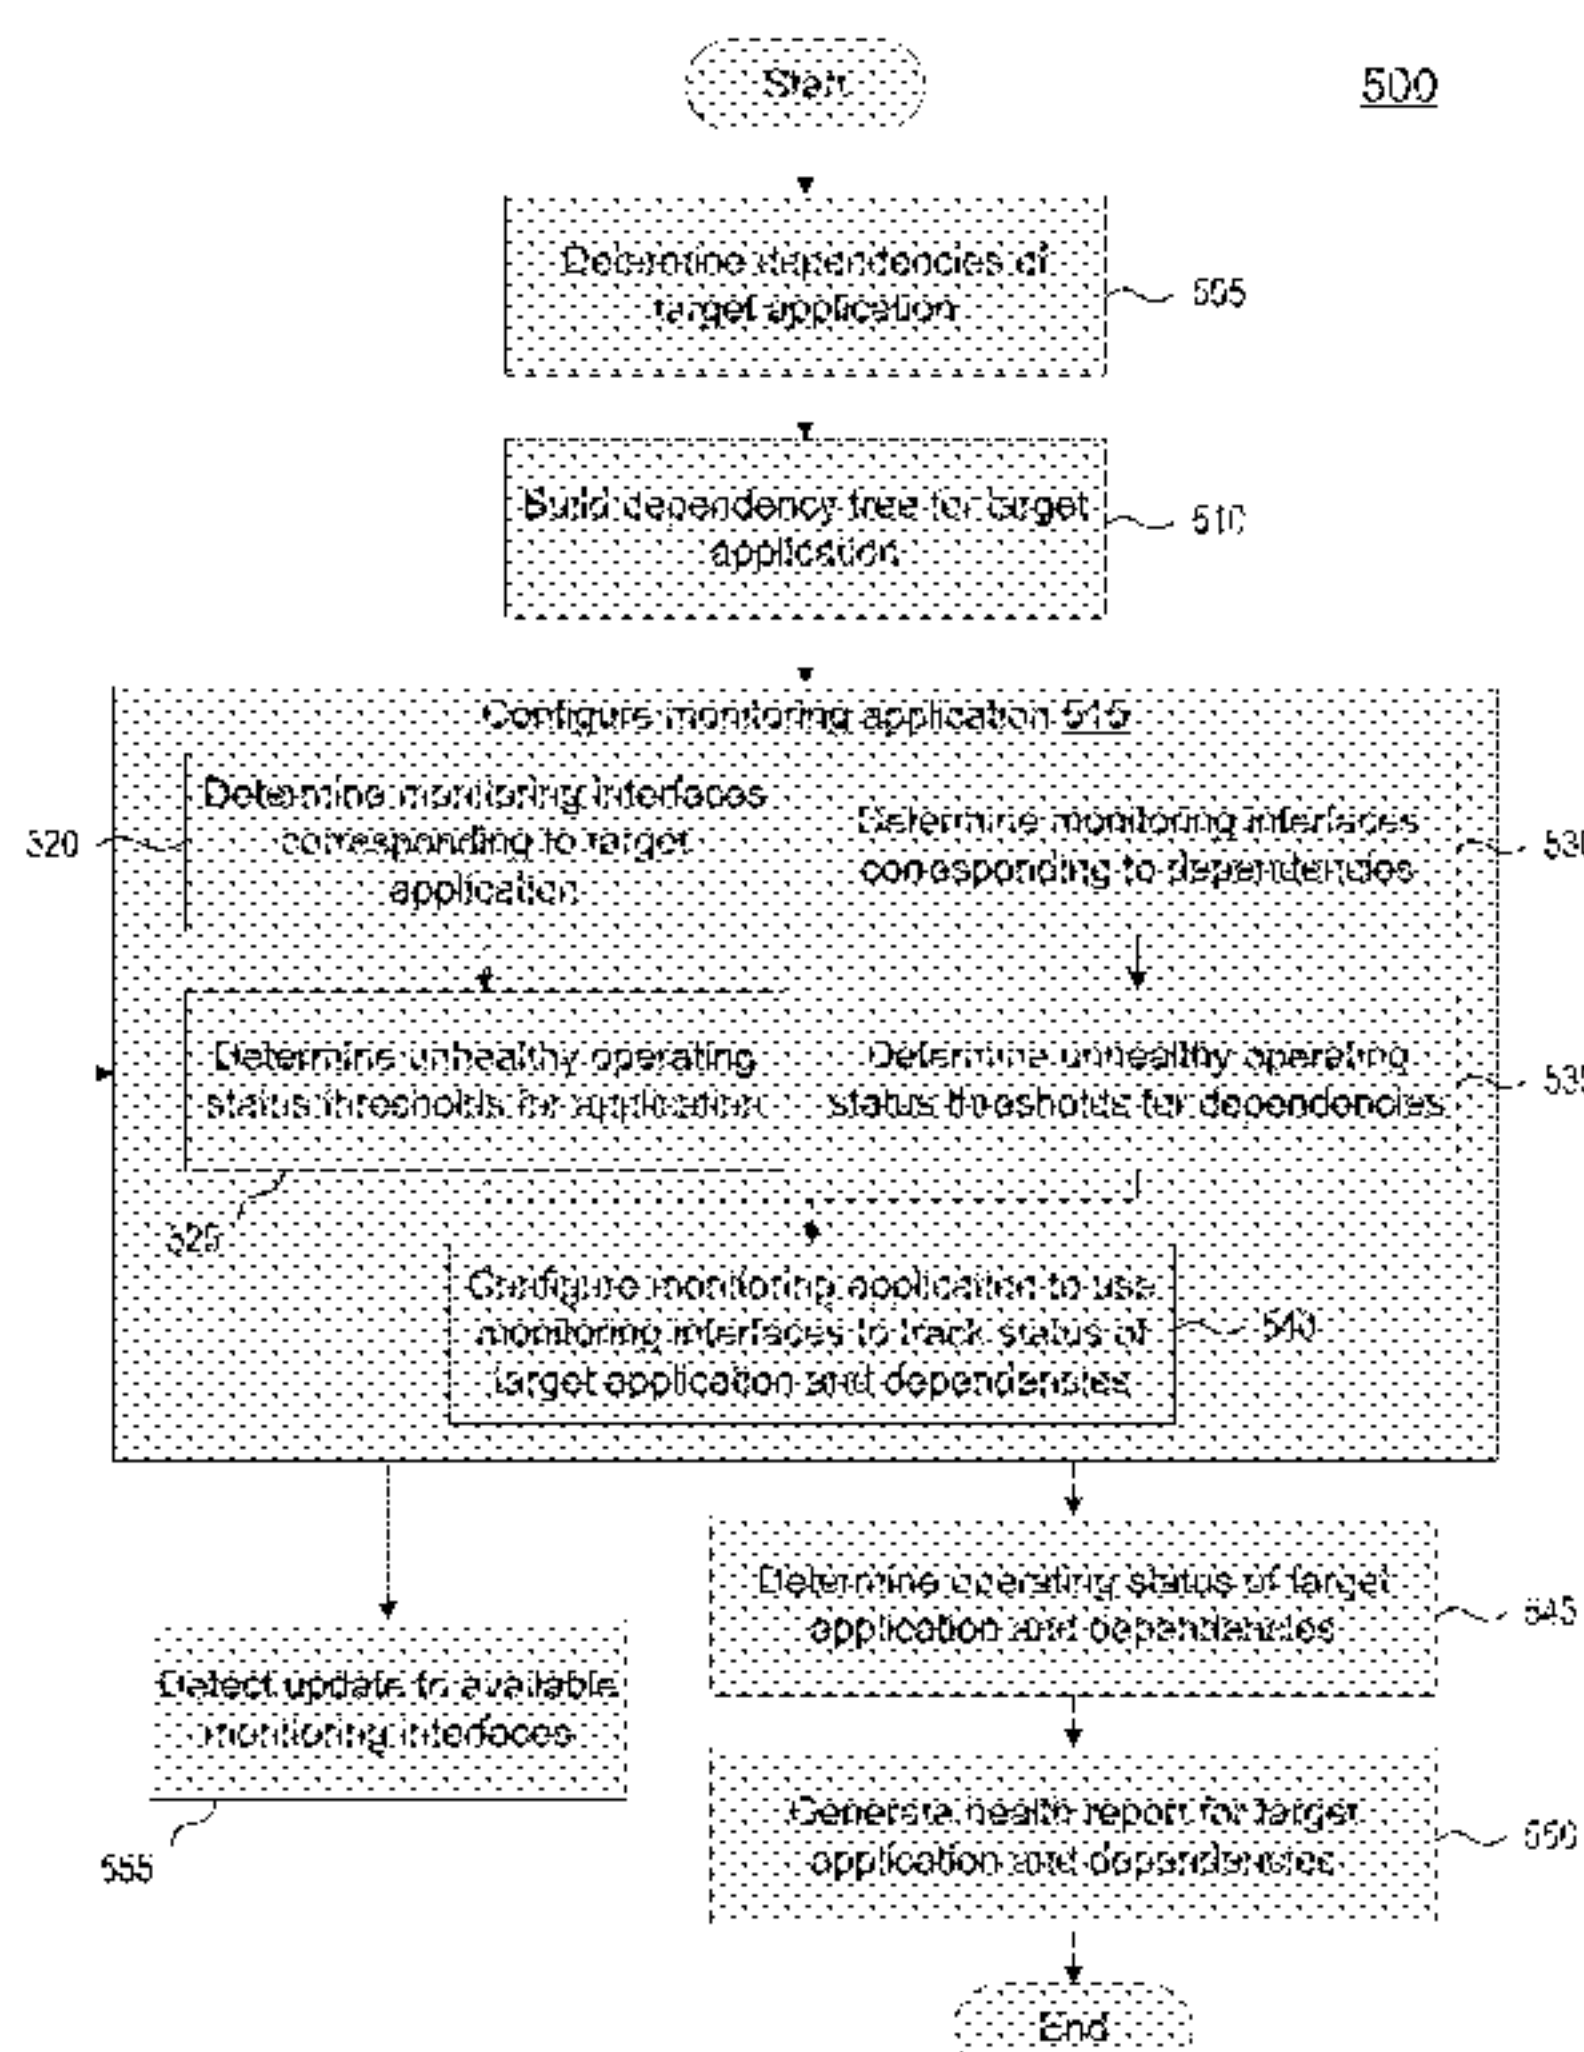 Start
500
Determine dependencies of
target application
505
Build dependency tree for target
application
510
Configure monitoring application 515
Determine monitoring interfaces
corresponding to target
application
520
Determine monitoring interfaces
corresponding to dependencies
530
Determine unhealthy operating
status thresholds for application
525
Determine unhealthy operating
status thresholds for dependencies
535
Configure monitoring application to use
monitoring interfaces to track status of
target application and dependencies
540
Determine operating status of target
application and dependencies
545
Detect update to available
monitoring interfaces
555
Generate health report for target
application and dependencies
550
End